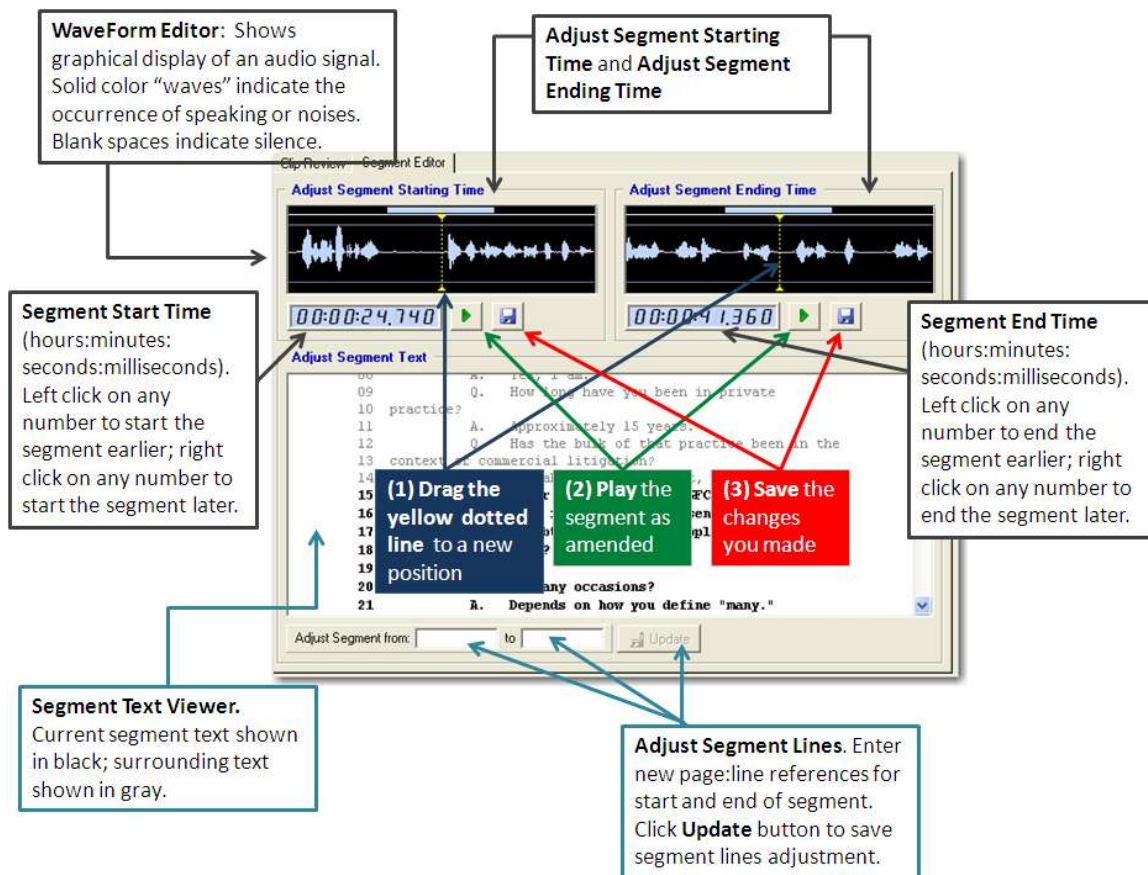 WaveForm Editor: Shows
graphical display of an audio signal.
Solid color “waves” indicate the
occurrence of speaking or noises.
Blank spaces indicate silence.
Adjust Segment Starting
Time and Adjust Segment
Ending Time
Clip Review Segment Editor
Adjust Segment Starting Time
Adjust Segment Ending Time
00:00:24.740
00:00:41.360
Segment Start Time
(hours:minutes:
seconds:milliseconds).
Left click on any
number to start the
segment earlier; right
click on any number to
start the segment later.
Segment End Time
(hours:minutes:
seconds:milliseconds).
Left click on any
number to end the
segment earlier; right
click on any number to
end the segment later.
Adjust Segment Text
08 A. Yes, I am.
09 Q. How long have you been in private
10 practice?
11 A. Approximately 15 years.
12 Q. Has the bulk of that practice been in the
13 context of commercial litigation?
14
15
16
17
18 ?
19
20 any occasions?
21 A. Depends on how you define "many."
(1) Drag the
yellow dotted
line to a new
position
(2) Play the
segment as
amended
(3) Save the
changes
you made
Adjust Segment from: to Update
Segment Text Viewer.
Current segment text shown
in black; surrounding text
shown in gray.
Adjust Segment Lines. Enter
new page:line references for
start and end of segment.
Click Update button to save
segment lines adjustment.